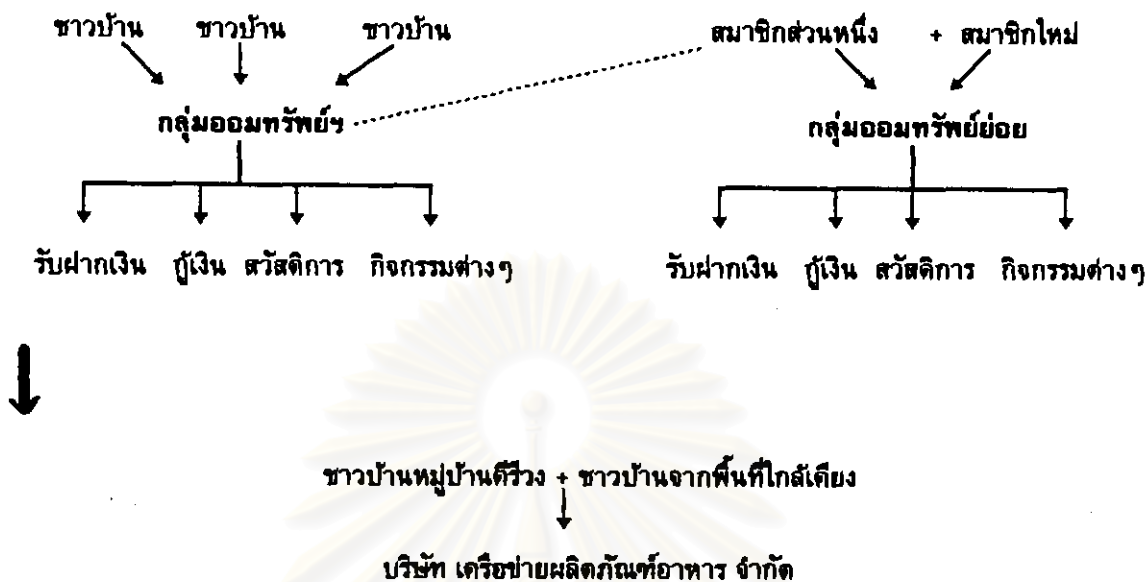 ชาวบ้าน ชาวบ้าน ชาวบ้าน สมาชิกส่วนหนึ่ง + สมาชิกใหม่
กลุ่มออมทรัพย์ฯ กลุ่มออมทรัพย์ย่อย
รับฝากเงิน กู้เงิน สวัสดิการ กิจกรรมต่างๆ รับฝากเงิน กู้เงิน สวัสดิการ กิจกรรมต่างๆ
ชาวบ้านหมู่บ้านคีรีวง + ชาวบ้านจากพื้นที่ใกล้เคียง
บริษัท เครือข่ายผลิตภัณฑ์อาหาร จำกัด